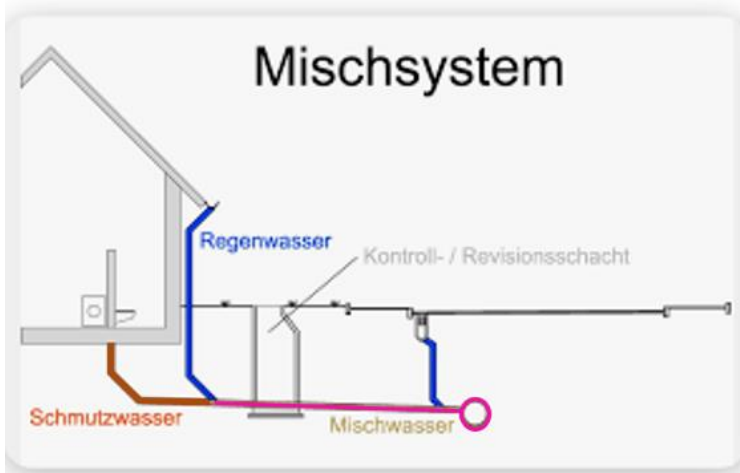 Mischsystem
Regenwasser
Kontroll- / Revisionsschacht
Schmutzwasser
Mischwasser